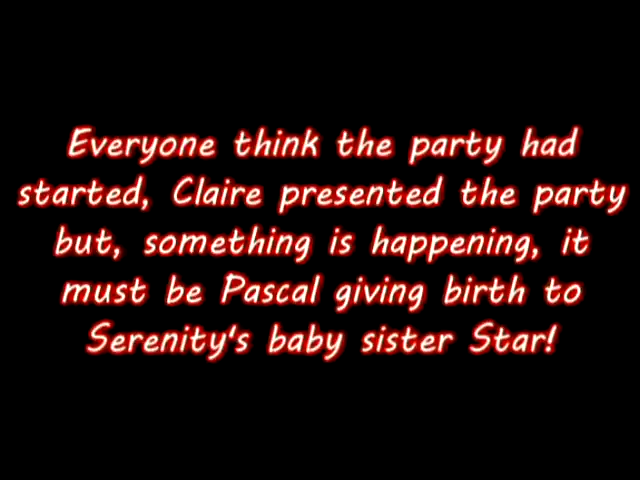 Everyone think the party had
started, Claire presented the party
but, something is happening, it
must be Pascal giving birth to
Serenity's baby sister Star!